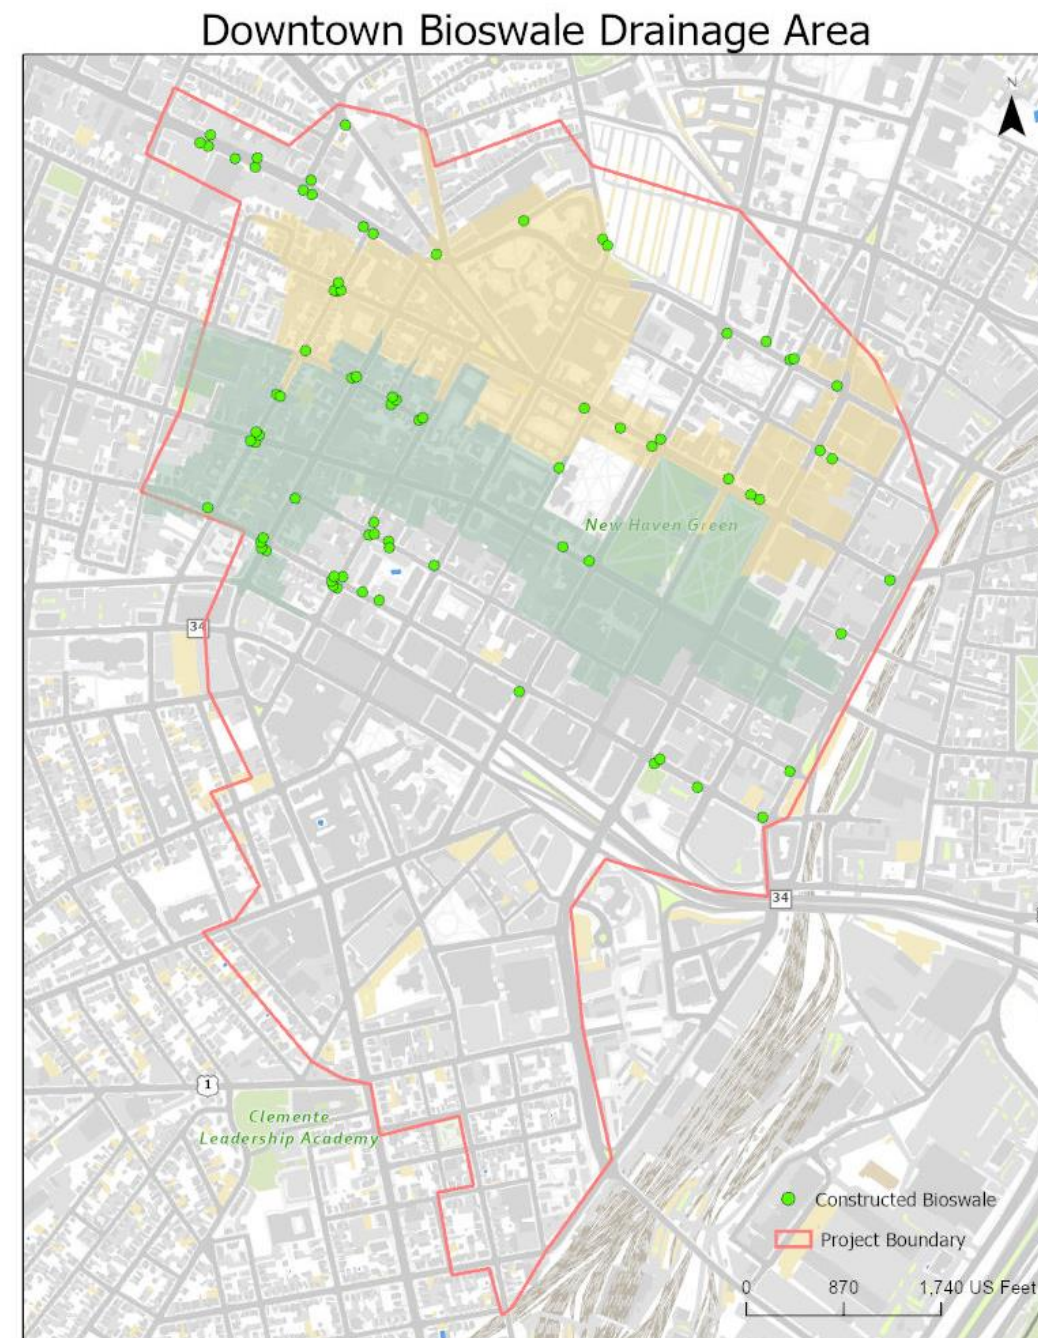 Downtown Bioswale Drainage Area
N
New Haven Green
34
34
1
Clemente
Leadership Academy
Constructed Bioswale
Project Boundary
0 870 1,740 US Feet